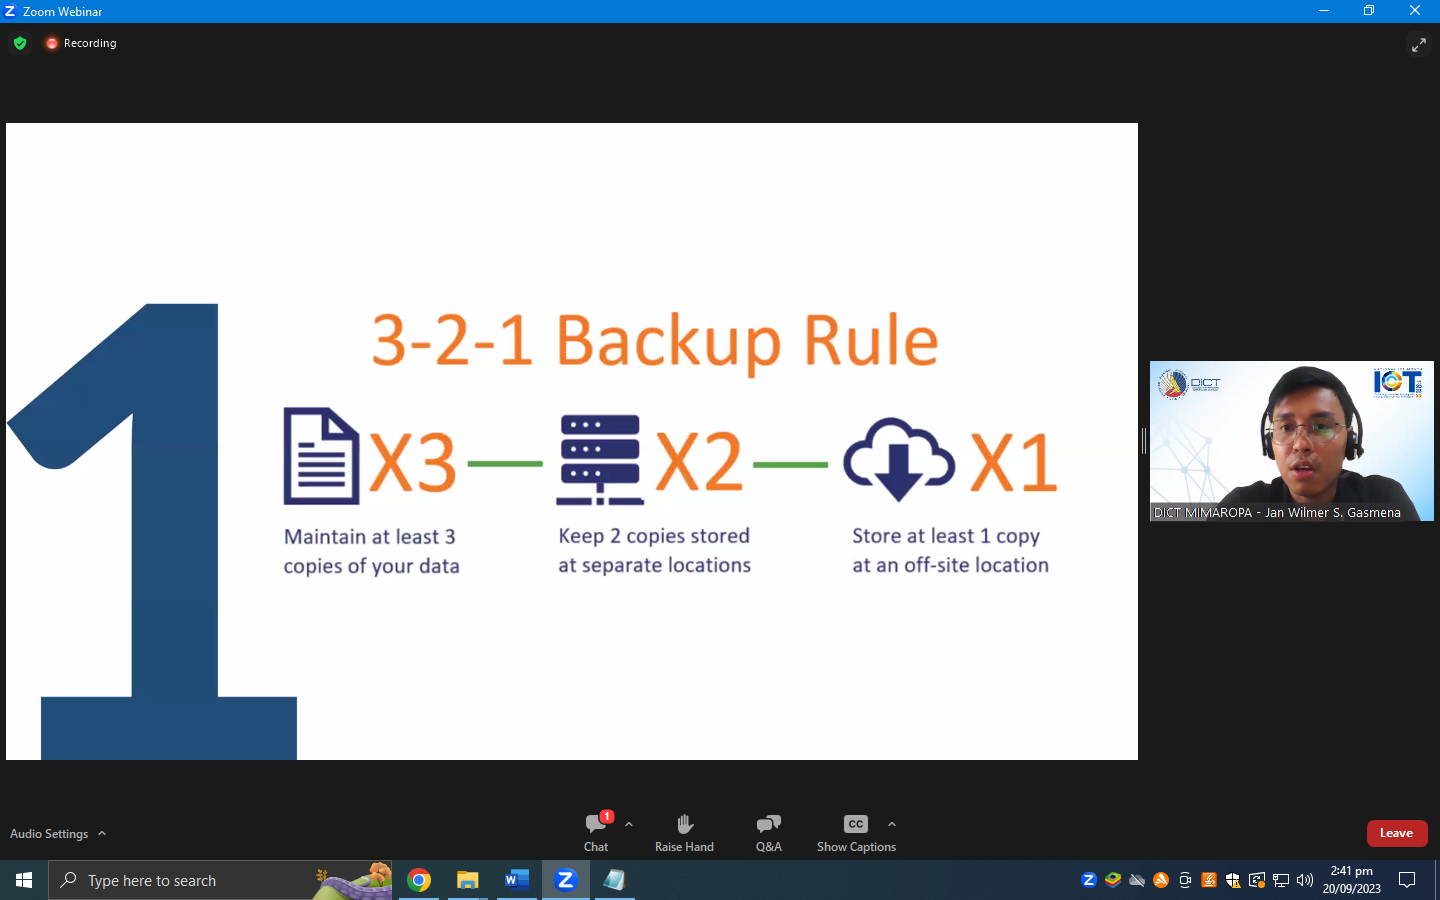 Zoom Webinar
Recording
3-2-1 Backup Rule
X3
X2
X1
Maintain at least 3
copies of your data
Keep 2 copies stored
at separate locations
Store at least 1 copy
at an off-site location
1
DICT
NATIONAL ICT MONTH
DICT MIMAROPA - Jan Wilmer S. Gasmena
Audio Settings
1
Chat
Raise Hand
Q&A
CC
Show Captions
Leave
Type here to search
2:41 pm
20/09/2023